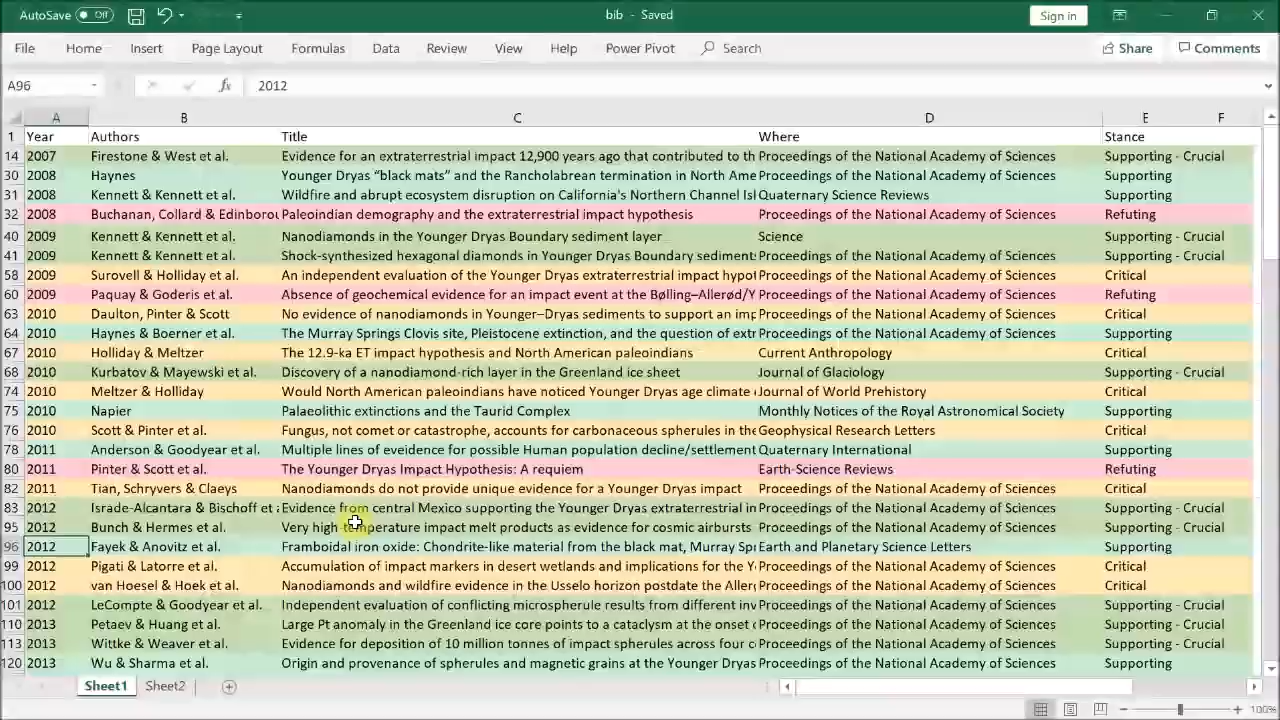 AutoSave Off bib - Saved Sign in
File Home Insert Page Layout Formulas Data Review View Help Power Pivot Search Share Comments
A96 fx 2012
A B C D E F
1 Year Authors Title Where Stance
14 2007 Firestone & West et al. Evidence for an extraterrestrial impact 12,900 years ago that contributed to th Proceedings of the National Academy of Sciences Supporting - Crucial
30 2008 Haynes Younger Dryas “black mats” and the Rancholabrean termination in North Ame Proceedings of the National Academy of Sciences Supporting
31 2008 Kennett & Kennett et al. Wildfire and abrupt ecosystem disruption on California's Northern Channel Isl Quaternary Science Reviews Supporting
32 2008 Buchanan, Collard & Edinborou Paleoindian demography and the extraterrestrial impact hypothesis Proceedings of the National Academy of Sciences Refuting
40 2009 Kennett & Kennett et al. Nanodiamonds in the Younger Dryas Boundary sediment layer Science Supporting - Crucial
41 2009 Kennett & Kennett et al. Shock-synthesized hexagonal diamonds in Younger Dryas Boundary sediments Proceedings of the National Academy of Sciences Supporting - Crucial
58 2009 Surovell & Holliday et al. An independent evaluation of the Younger Dryas extraterrestrial impact hypot Proceedings of the National Academy of Sciences Critical
60 2009 Paquay & Goderis et al. Absence of geochemical evidence for an impact event at the Bølling–Allerød/Y Proceedings of the National Academy of Sciences Refuting
63 2010 Daulton, Pinter & Scott No evidence of nanodiamonds in Younger–Dryas sediments to support an imp Proceedings of the National Academy of Sciences Critical
64 2010 Haynes & Boerner et al. The Murray Springs Clovis site, Pleistocene extinction, and the question of extr Proceedings of the National Academy of Sciences Supporting
67 2010 Holliday & Meltzer The 12.9-ka ET impact hypothesis and North American paleoindians Current Anthropology Critical
68 2010 Kurbatov & Mayewski et al. Discovery of a nanodiamond-rich layer in the Greenland ice sheet Journal of Glaciology Supporting - Crucial
74 2010 Meltzer & Holliday Would North American paleoindians have noticed Younger Dryas age climate Journal of World Prehistory Critical
75 2010 Napier Palaeolithic extinctions and the Taurid Complex Monthly Notices of the Royal Astronomical Society Supporting
76 2010 Scott & Pinter et al. Fungus, not comet or catastrophe, accounts for carbonaceous spherules in the Geophysical Research Letters Critical
78 2011 Anderson & Goodyear et al. Multiple lines of eveidence for possible Human population decline/settlement Quaternary International Supporting
80 2011 Pinter & Scott et al. The Younger Dryas Impact Hypothesis: A requiem Earth-Science Reviews Refuting
82 2011 Tian, Schryvers & Claeys Nanodiamonds do not provide unique evidence for a Younger Dryas impact Proceedings of the National Academy of Sciences Critical
83 2012 Israde-Alcantara & Bischoff et Evidence from central Mexico supporting the Younger Dryas extraterrestrial in Proceedings of the National Academy of Sciences Supporting - Crucial
95 2012 Bunch & Hermes et al. Very high-temperature impact melt products as evidence for cosmic airbursts Proceedings of the National Academy of Sciences Supporting - Crucial
96 2012 Fayek & Anovitz et al. Framboidal iron oxide: Chondrite-like material from the black mat, Murray Spr Earth and Planetary Science Letters Supporting
99 2012 Pigati & Latorre et al. Accumulation of impact markers in desert wetlands and implications for the Y Proceedings of the National Academy of Sciences Critical
100 2012 van Hoesel & Hoek et al. Nanodiamonds and wildfire evidence in the Usselo horizon postdate the Aller Proceedings of the National Academy of Sciences Critical
101 2012 LeCompte & Goodyear et al. Independent evaluation of conflicting microspherule results from different inv Proceedings of the National Academy of Sciences Supporting - Crucial
110 2013 Petaev & Huang et al. Large Pt anomaly in the Greenland ice core points to a cataclysm at the onset Proceedings of the National Academy of Sciences Supporting - Crucial
113 2013 Wittke & Weaver et al. Evidence for deposition of 10 million tonnes of impact spherules across four c Proceedings of the National Academy of Sciences Supporting - Crucial
120 2013 Wu & Sharma et al. Origin and provenance of spherules and magnetic grains at the Younger Dryas Proceedings of the National Academy of Sciences Supporting
Sheet1 Sheet2
100%